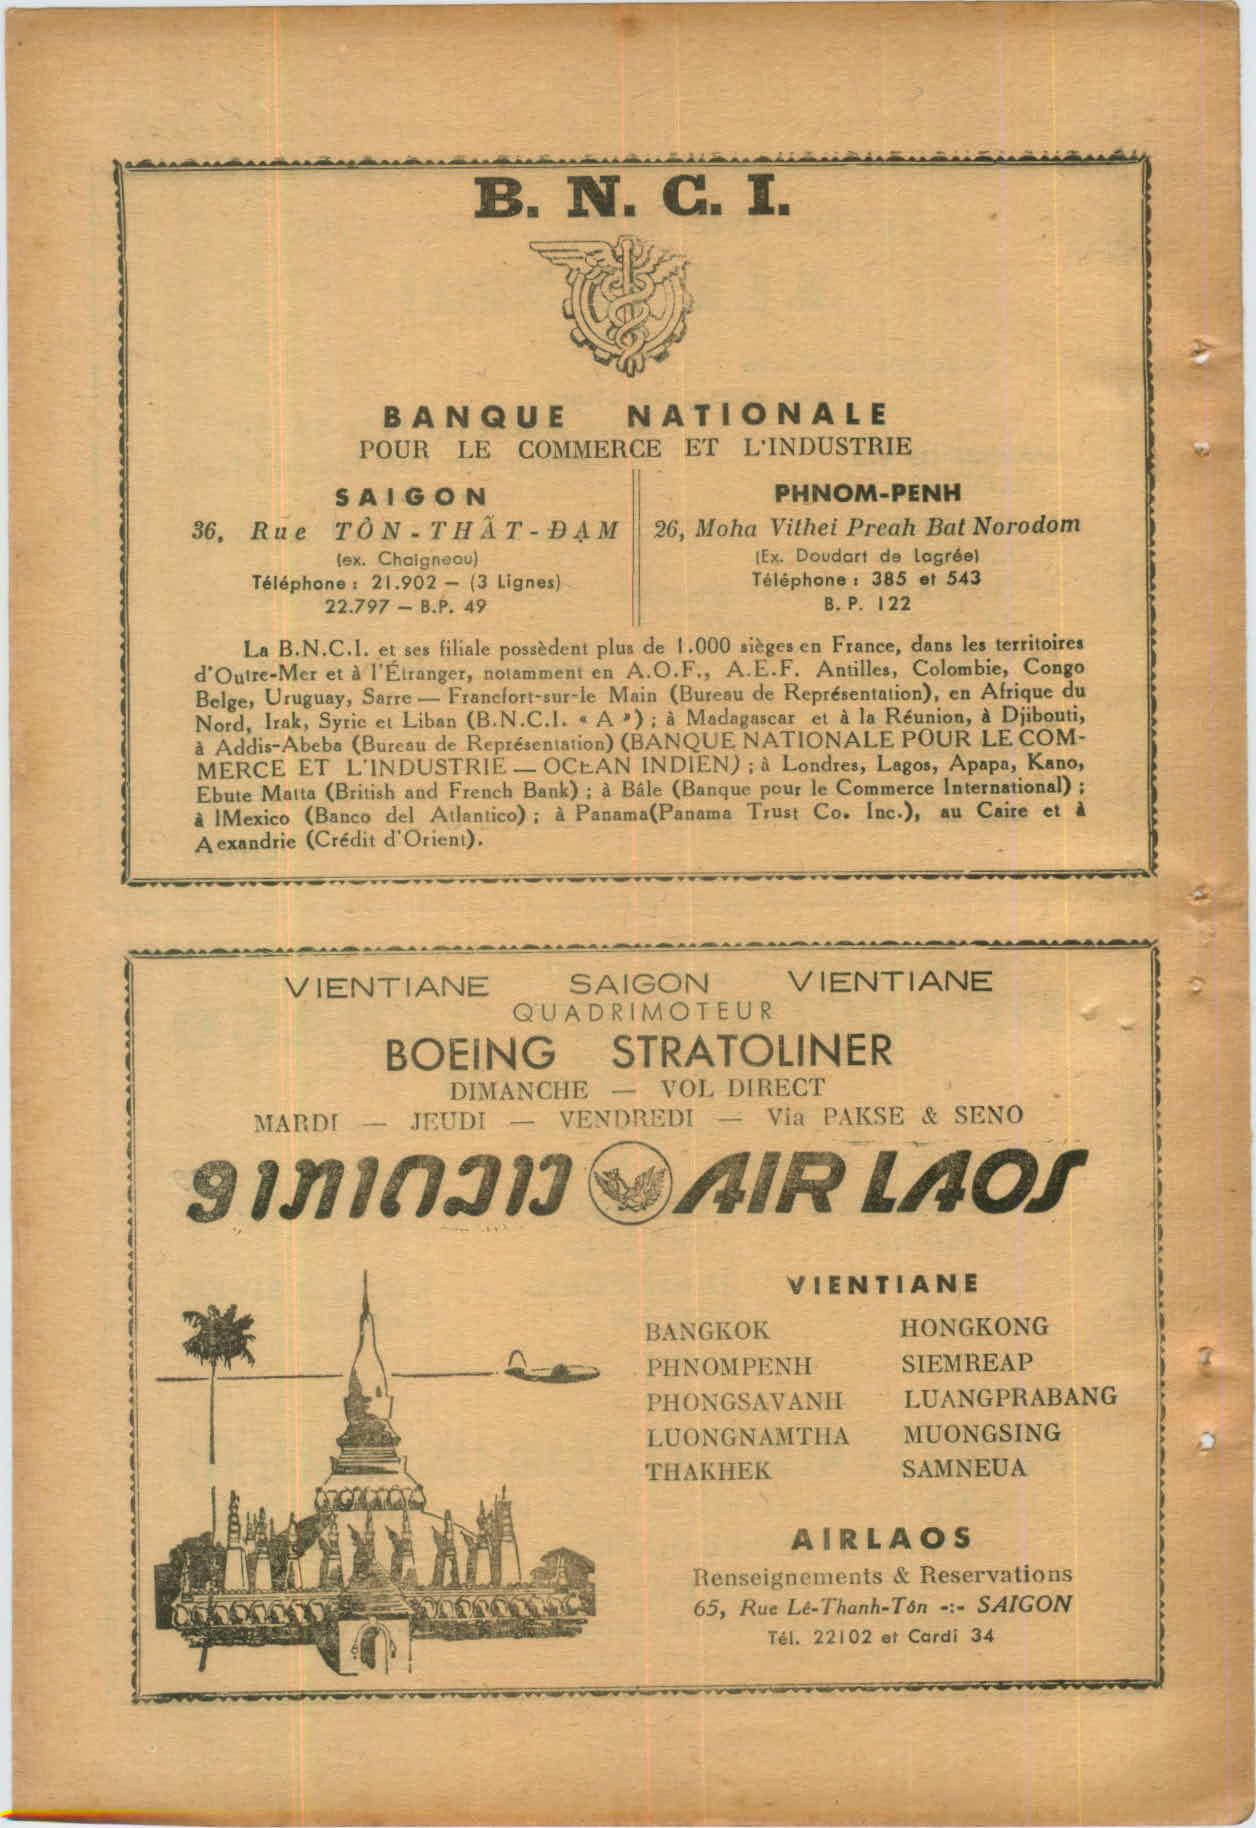 B. N. C. I.
BANQUE NATIONALE
POUR LE COMMERCE ET L'INDUSTRIE
SAIGON
36, Rue TÔN - THẤT - ĐẠM
(ex. Chaigneau)
Téléphone : 21.902 — (3 Lignes)
22.797 — B.P. 49
PHNOM-PENH
26, Moha Vithei Preah Bat Norodom
(Ex. Doudart de Lagrée)
Téléphone : 385 et 543
B. P. 122
La B.N.C.I. et ses filiale possèdent plus de 1.000 sièges en France, dans les territoires
d'Outre-Mer et à l'Étranger, notamment en A.O.F., A.E.F. Antilles, Colombie, Congo
Belge, Uruguay, Sarre — Francfort-sur-le Main (Bureau de Représentation), en Afrique du
Nord, Irak, Syrie et Liban (B.N.C.I. « A ») ; à Madagascar et à la Réunion, à Djibouti,
à Addis-Abeba (Bureau de Représentation) (BANQUE NATIONALE POUR LE COM-
MERCE ET L'INDUSTRIE — OCEAN INDIEN) ; à Londres, Lagos, Apapa, Kano,
Ebute Matta (British and French Bank) ; à Bâle (Banque pour le Commerce International) ;
à lMexico (Banco del Atlantico) ; à Panama(Panama Trust Co. Inc.), au Caire et à
A exandrie (Crédit d'Orient).
VIENTIANE SAIGON VIENTIANE
QUADRIMOTEUR
BOEING STRATOLINER
DIMANCHE — VOL DIRECT
MARDI — JEUDI — VENDREDI — Via PAKSE & SENO
ອາກາດລາວ AIR LAOS
VIENTIANE
BANGKOK HONGKONG
PHNOMPENH SIEMREAP
PHONGSAVANH LUANGPRABANG
LUONGNAMTHA MUONGSING
THAKHEK SAMNEUA
AIRLAOS
Renseignements & Reservations
65, Rue Lê-Thanh-Tôn -:- SAIGON
Tél. 22102 et Cardi 34